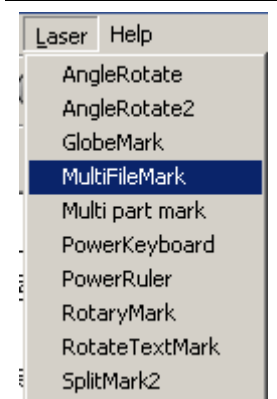 Laser Help
AngleRotate
AngleRotate2
GlobeMark
MultiFileMark
Multi part mark
PowerKeyboard
PowerRuler
RotaryMark
RotateTextMark
SplitMark2